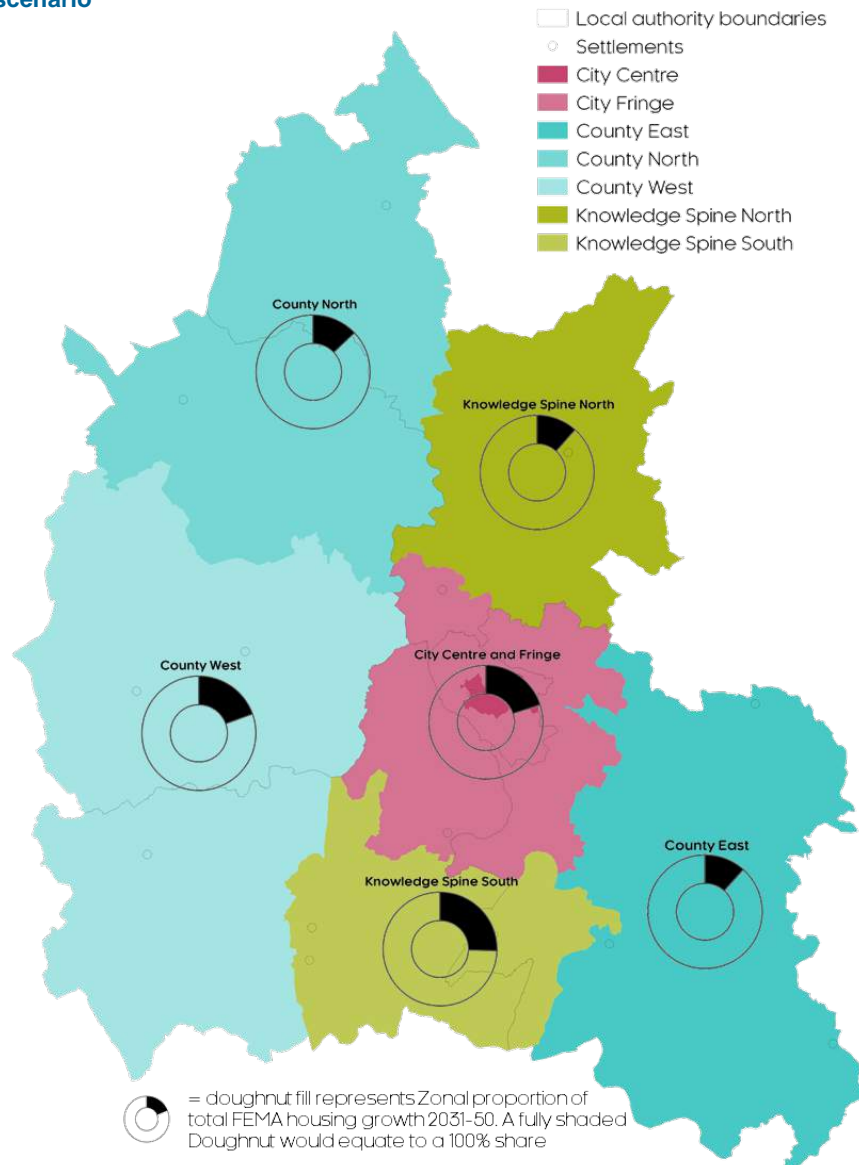 scenario
Local authority boundaries
Settlements
City Centre
City Fringe
County East
County North
County West
Knowledge Spine North
Knowledge Spine South
County North
Knowledge Spine North
City Centre and Fringe
County West
County East
Knowledge Spine South
= doughnut fill represents Zonal proportion of
total FEMA housing growth 2031-50. A fully shaded
Doughnut would equate to a 100% share